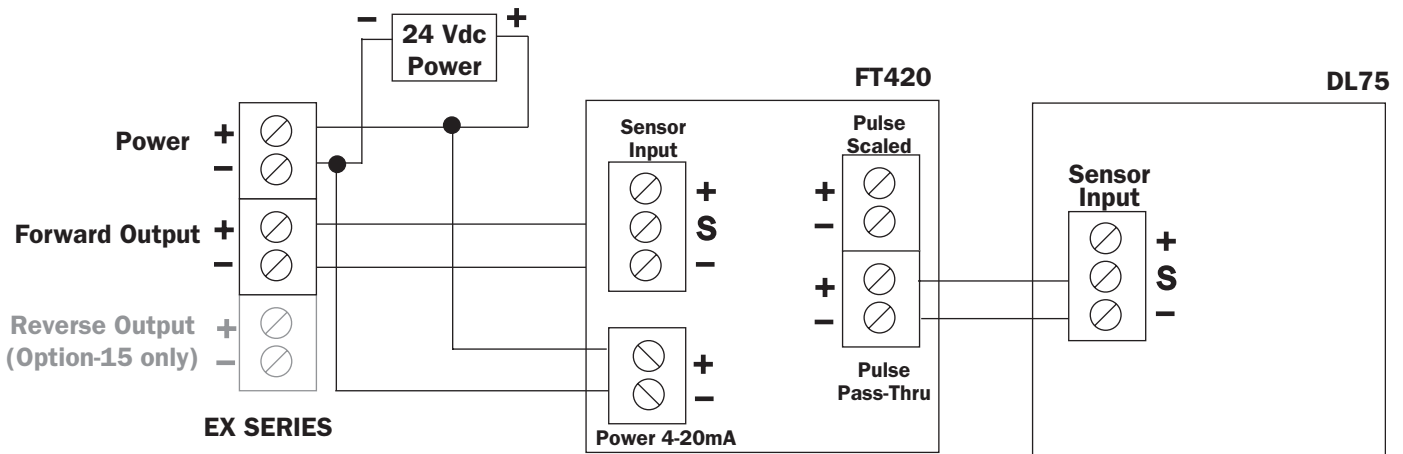 − +
24 Vdc
Power
FT420
DL75
Power
+
−
Sensor
Input
+
S
−
Pulse
Scaled
+
−
Sensor
Input
+
S
−
Forward Output
+
−
+
−
Pulse
Pass-Thru
Reverse Output
(Option-15 only)
+
−
+
−
Power 4-20mA
EX SERIES